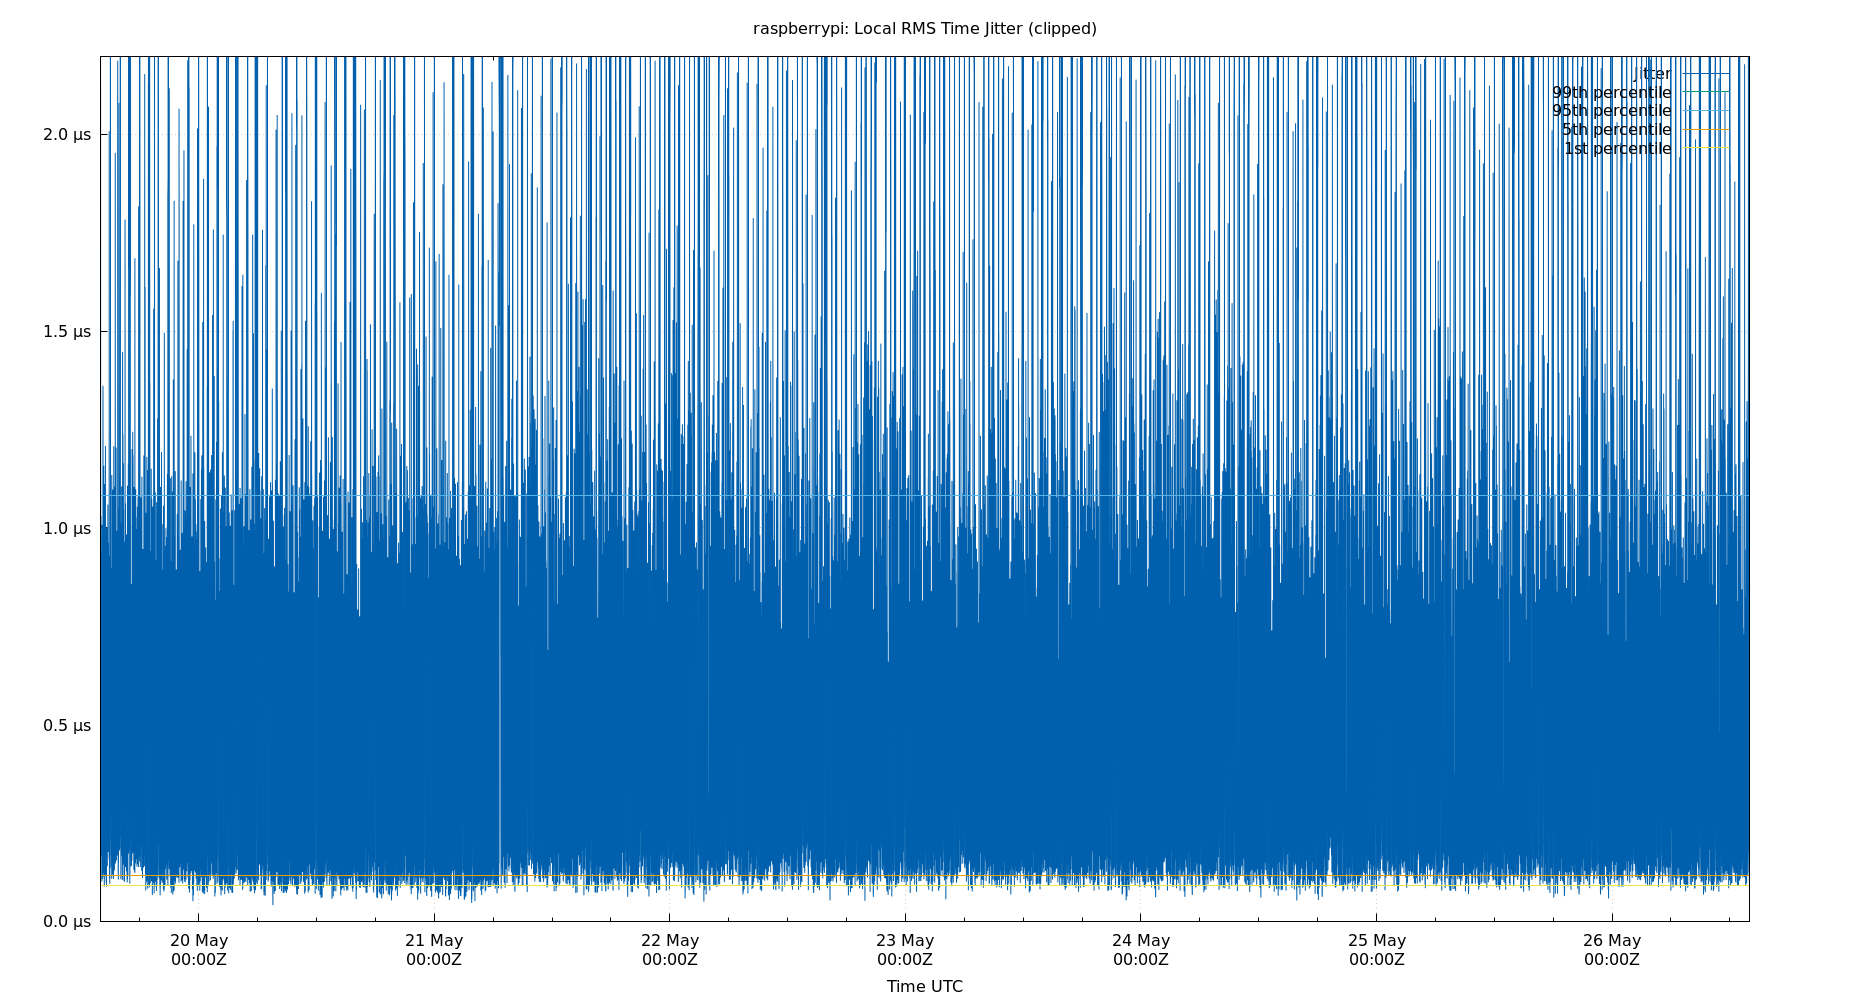 raspberrypi: Local RMS Time Jitter (clipped)
jitter
99th percentile
95th percentile
5th percentile
1st percentile
2.0 µs
1.5 µs
1.0 µs
0.5 µs
0.0 µs
20 May 21 May 22 May 23 May 24 May 25 May 26 May
00:00Z 00:00Z 00:00Z 00:00Z 00:00Z 00:00Z 00:00Z
Time UTC